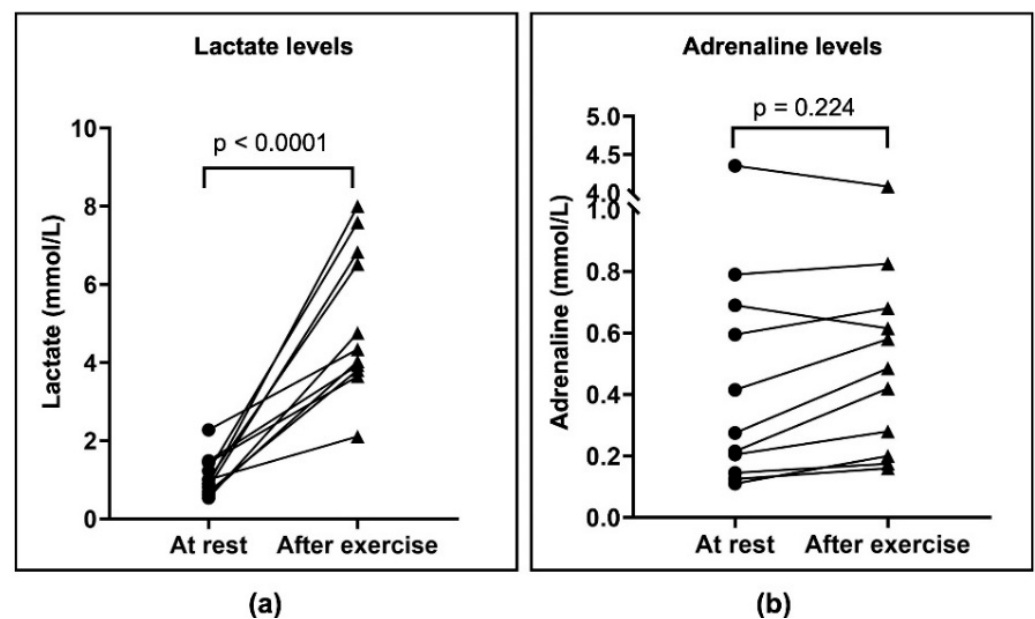 Lactate levels
p < 0.0001
10
8
6
4
2
0
Lactate (mmol/L)
At rest
After exercise
(a)
Adrenaline levels
p = 0.224
5.0
4.5
4.0
1.0
0.8
0.6
0.4
0.2
0.0
Adrenaline (mmol/L)
At rest
After exercise
(b)